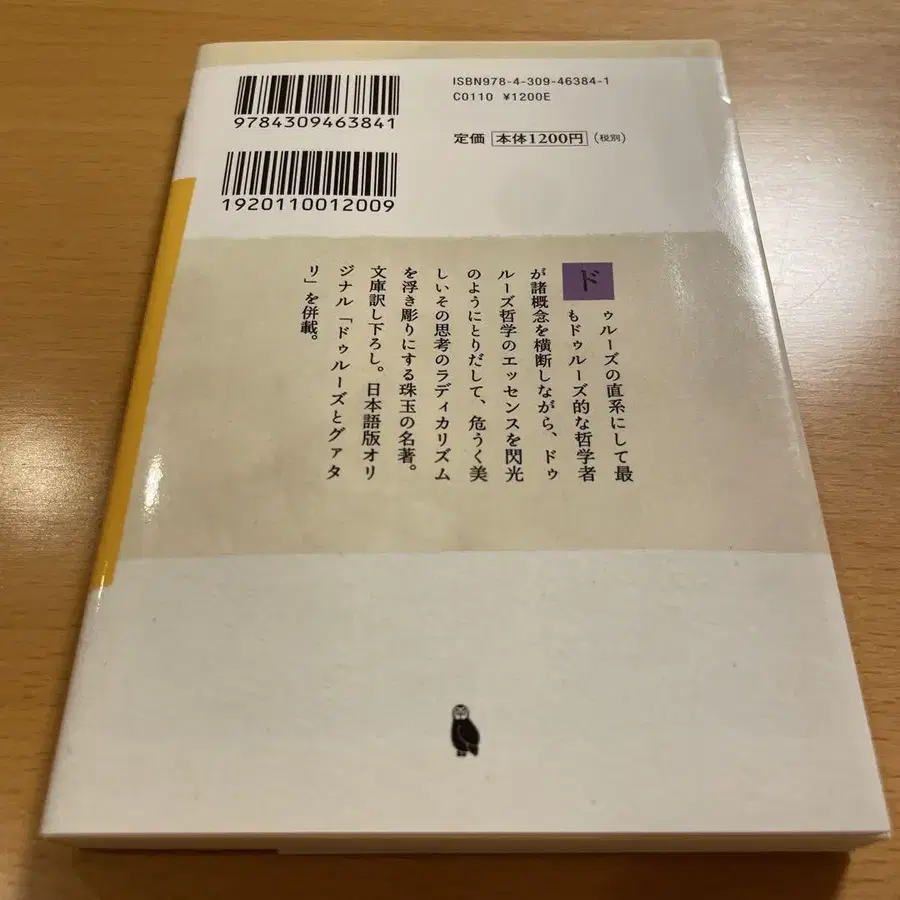 9784309463841
1920110012009
ISBN978-4-309-46384-1
C0110 ¥1200E
定価 本体1200円(税別)
ドゥルーズの直系にして最
もドゥルーズ的な哲学者
が諸概念を横断しながら、ドゥ
ルーズ哲学のエッセンスを閃光
のようにとりだして、危うく美
しいその思考のラディカリズム
を浮き彫りにする珠玉の名著。
文庫訳し下ろし。日本語版オリ
ジナル「ドゥルーズとグァタ
リ」を併載。